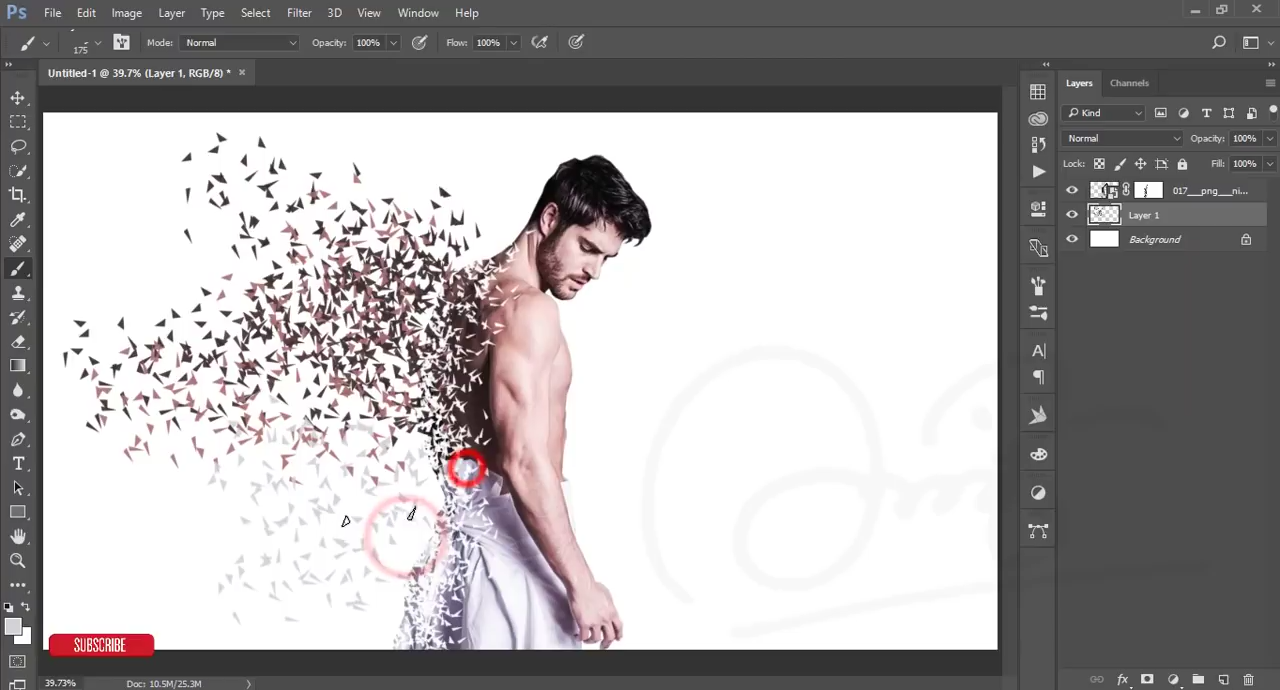 Ps File Edit Image Layer Type Select Filter 3D View Window Help
175 Mode: Normal Opacity: 100% Flow: 100%
Untitled-1 @ 39.7% (Layer 1, RGB/8) * ×
Layers Channels
Kind
Normal Opacity: 100%
Lock: Fill: 100%
017___png___ni...
Layer 1
Background
SUBSCRIBE
39.73% Doc: 10.5M/25.3M